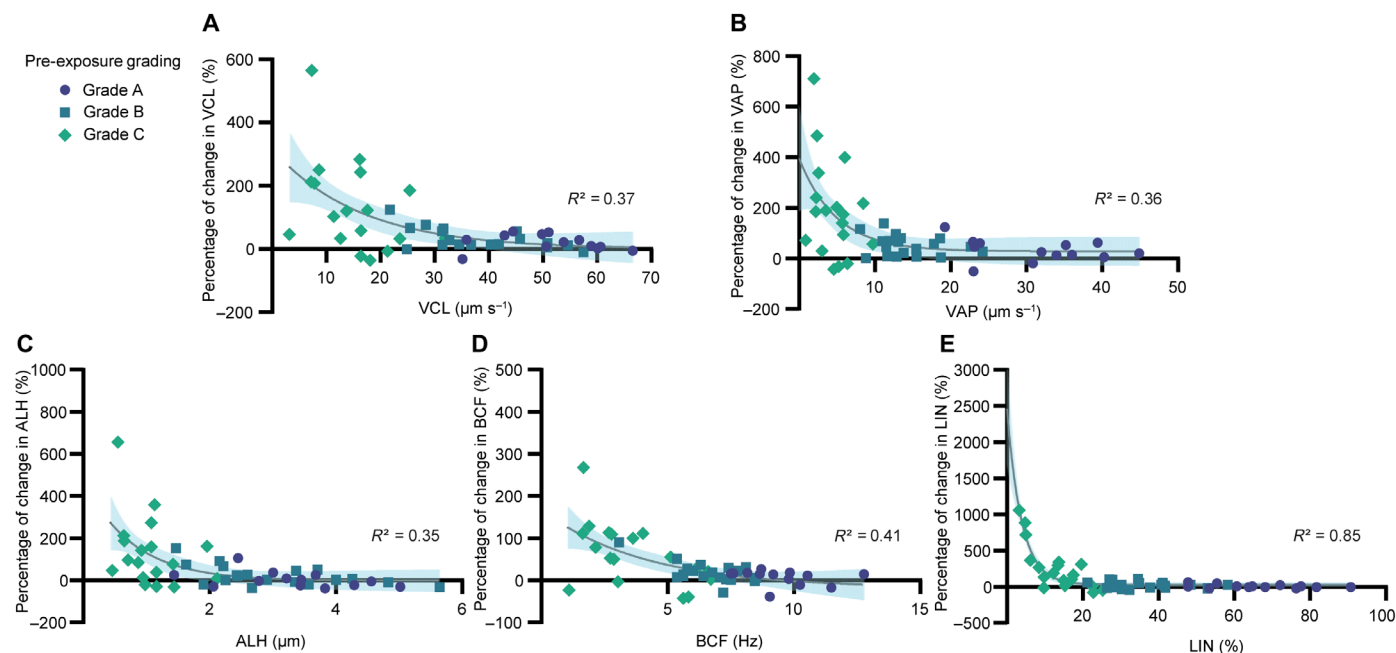 Pre-exposure grading
Grade A
Grade B
Grade C
A
Percentage of change in VCL (%)
600
400
200
0
–200
10 20 30 40 50 60 70
VCL (µm s⁻¹)
R² = 0.37
B
Percentage of change in VAP (%)
800
600
400
200
0
–200
10 20 30 40 50
VAP (µm s⁻¹)
R² = 0.36
C
Percentage of change in ALH (%)
1000
800
600
400
200
0
–200
2 4 6
ALH (µm)
R² = 0.35
D
Percentage of change in BCF (%)
500
400
300
200
100
0
–100
5 10 15
BCF (Hz)
R² = 0.41
E
Percentage of change in LIN (%)
3000
2500
2000
1500
1000
500
0
–500
20 40 60 80 100
LIN (%)
R² = 0.85